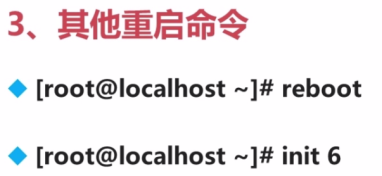 3、其他重启命令
[root@localhost ~]# reboot
[root@localhost ~]# init 6